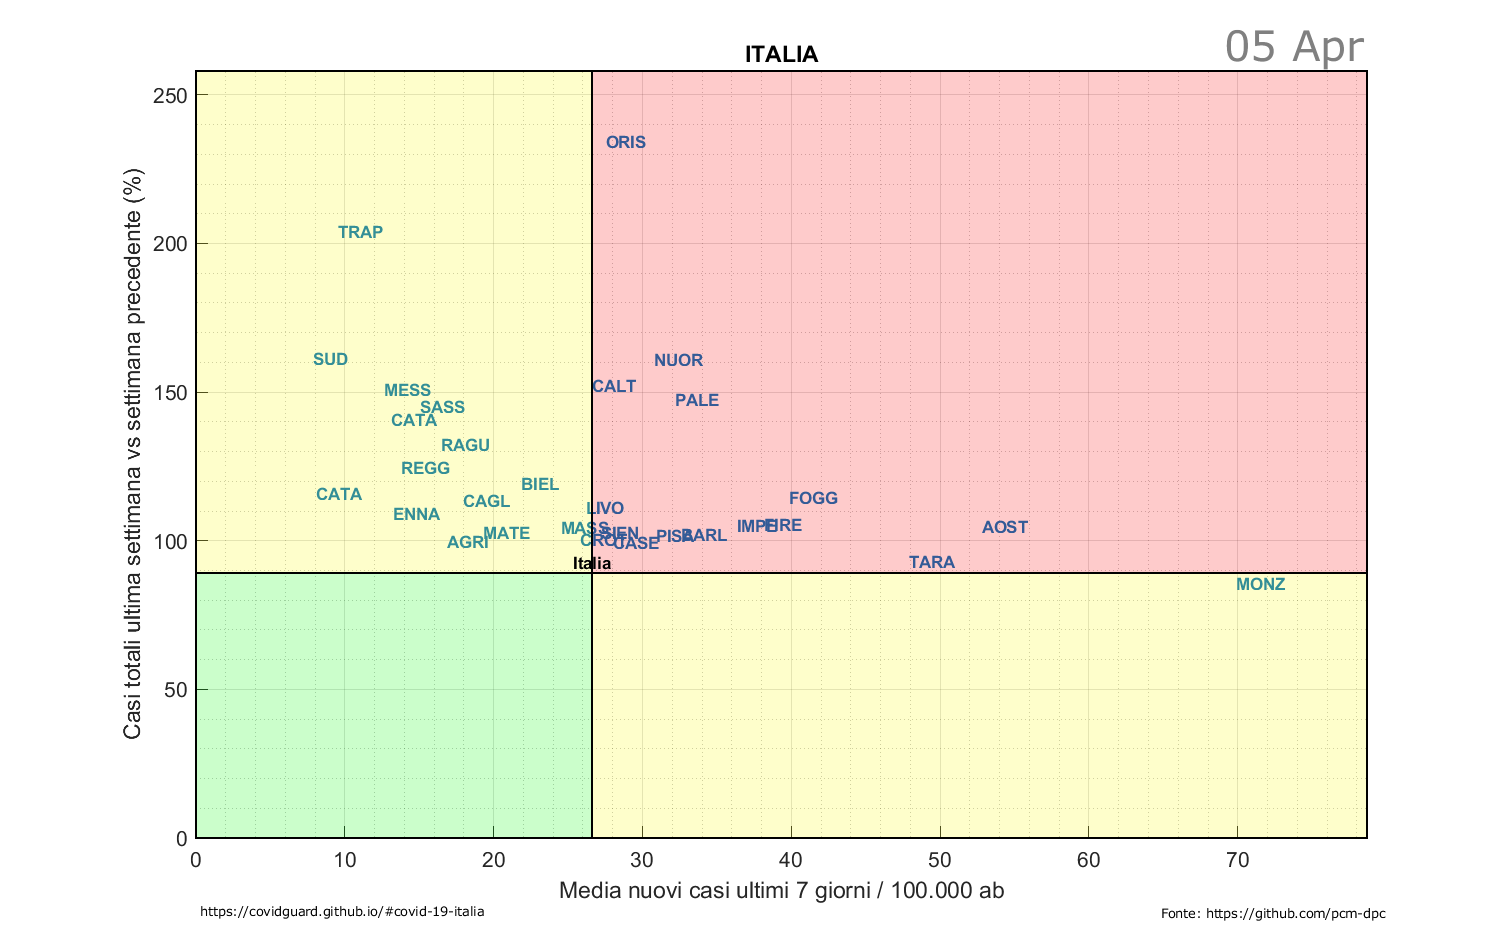 05 Apr
ITALIA
Casi totali ultima settimana vs settimana precedente (%)
250
200
150
100
50
0
ORIS
TRAP
SUD
NUOR
CALT
MESS
PALE
SASS
CATA
RAGU
REGG
BIEL
CATA
FOGG
CAGL
LIVO
ENNA
IMPE
FIRE
AOST
MASS
MATE
SIEN
BARL
PISA
CROT
AGRI
CASE
TARA
Italia
MONZ
0 10 20 30 40 50 60 70
Media nuovi casi ultimi 7 giorni / 100.000 ab
https://covidguard.github.io/#covid-19-italia
Fonte: https://github.com/pcm-dpc